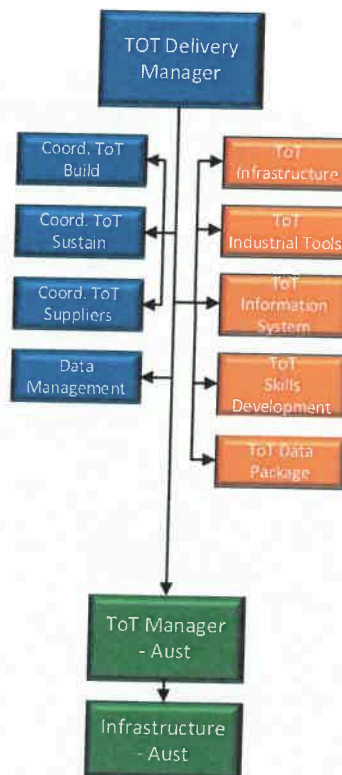 TOT Delivery
Manager
Coord. ToT
Build
Coord. ToT
Sustain
Coord. ToT
Suppliers
Data
Management
ToT
Infrastructure
ToT
Industrial Tools
ToT
Information
System
ToT
Skills
Development
ToT Data
Package
ToT Manager
- Aust
Infrastructure
- Aust